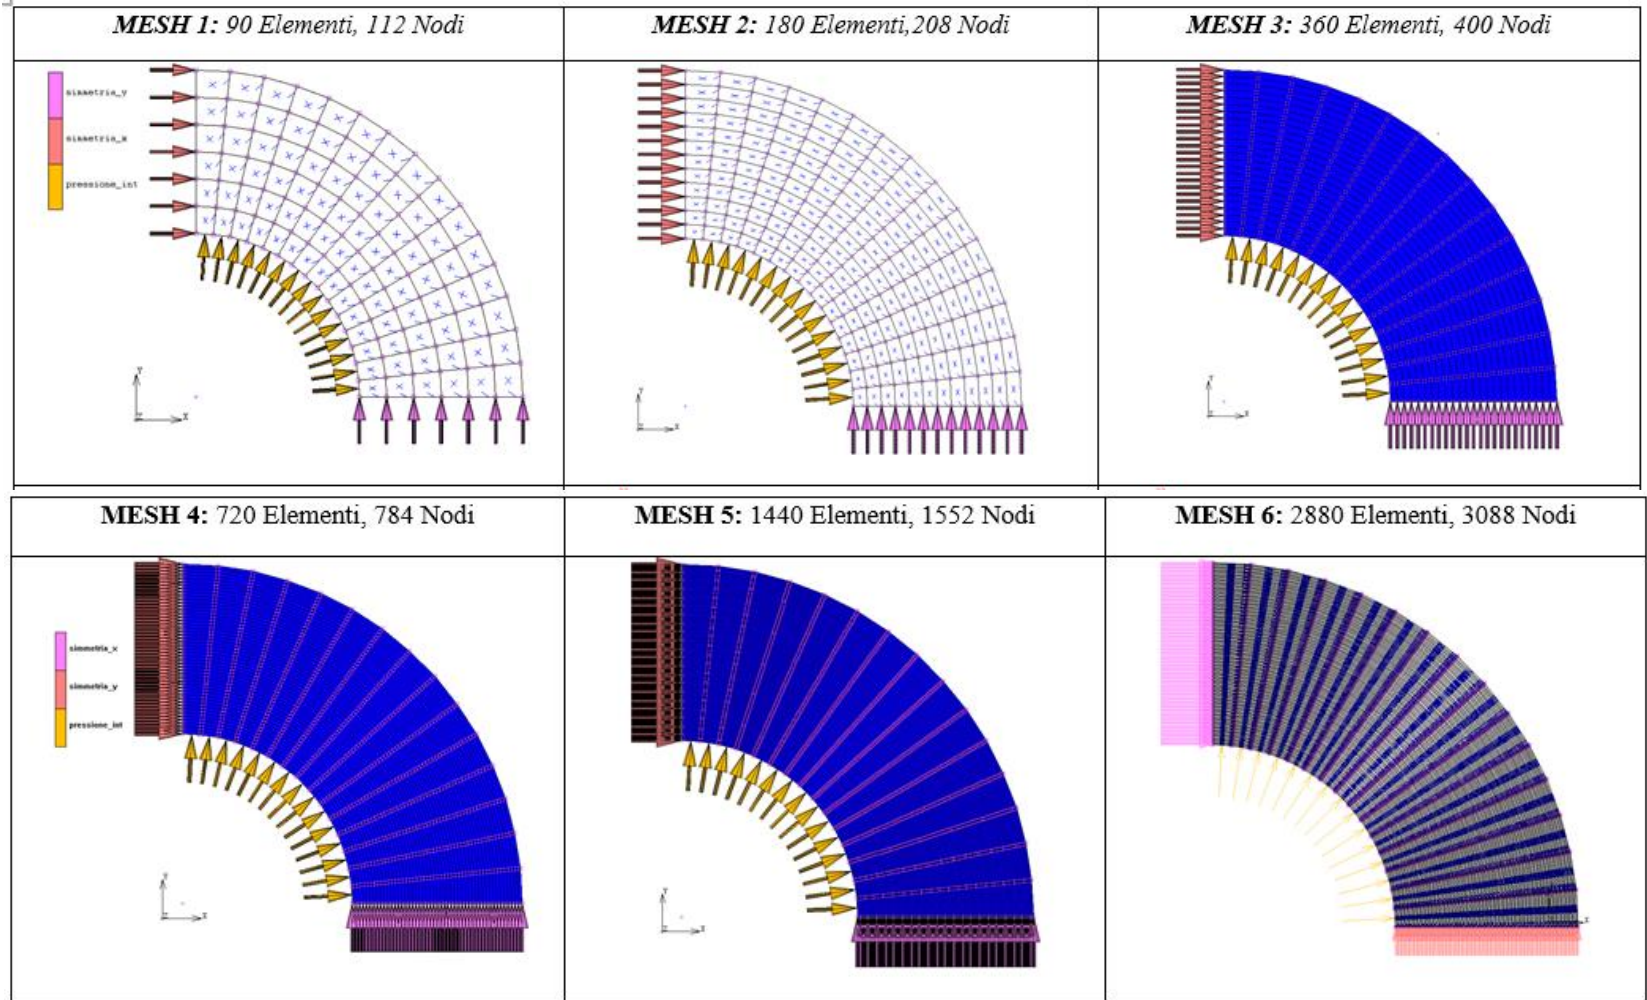 MESH 1: 90 Elementi, 112 Nodi
MESH 2: 180 Elementi,208 Nodi
MESH 3: 360 Elementi, 400 Nodi
simmetria_y
simmetria_x
pressione_int
Y
Z X
Y
Z X
Y
Z X
MESH 4: 720 Elementi, 784 Nodi
MESH 5: 1440 Elementi, 1552 Nodi
MESH 6: 2880 Elementi, 3088 Nodi
simmetria_x
simmetria_y
pressione_int
Y
Z X
Y
Z X
X